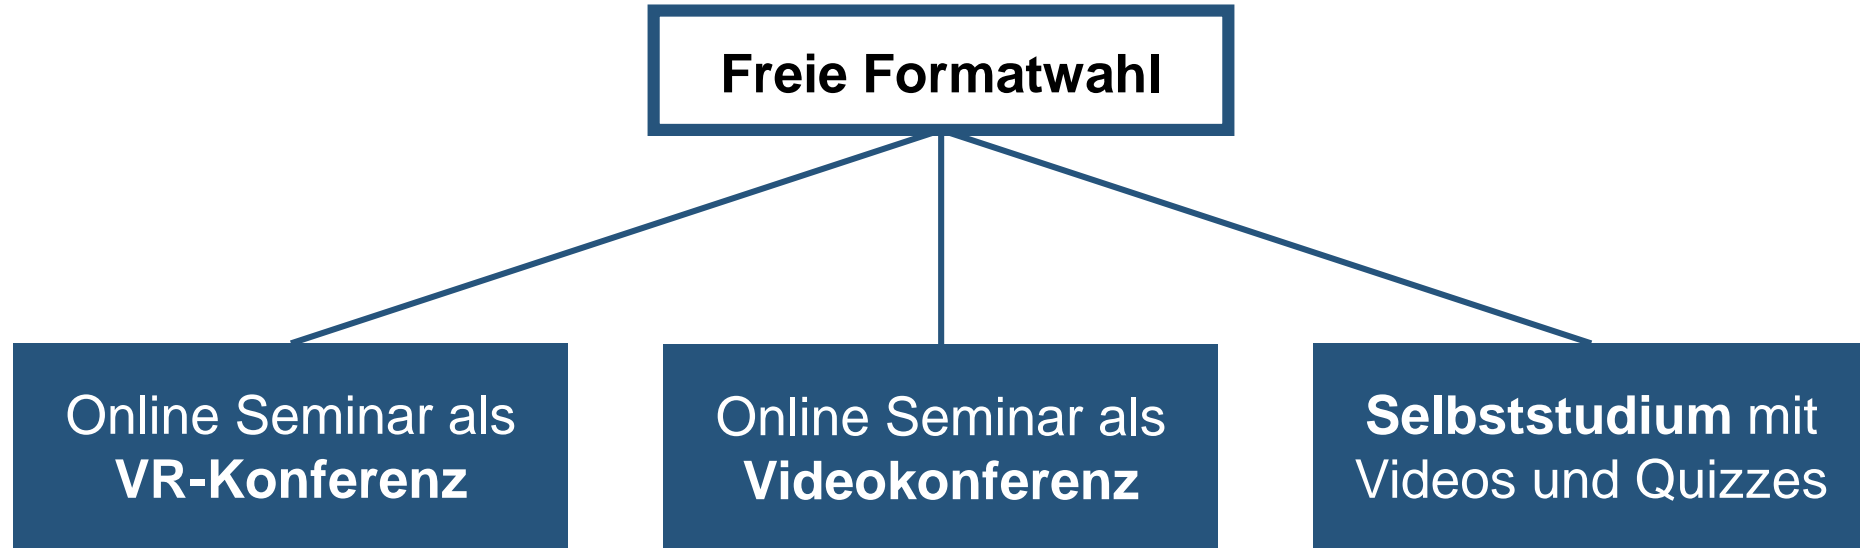 Freie Formatwahl
Online Seminar als
VR-Konferenz
Online Seminar als
Videokonferenz
Selbststudium mit
Videos und Quizzes